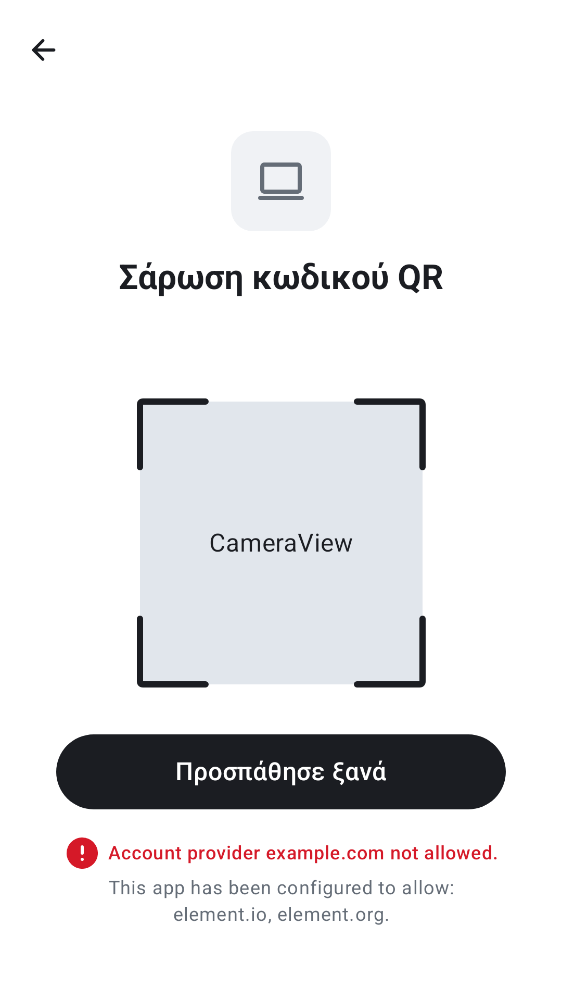 Σάρωση κωδικού QR
CameraView
Προσπάθησε ξανά
Account provider example.com not allowed.
This app has been configured to allow:
element.io, element.org.